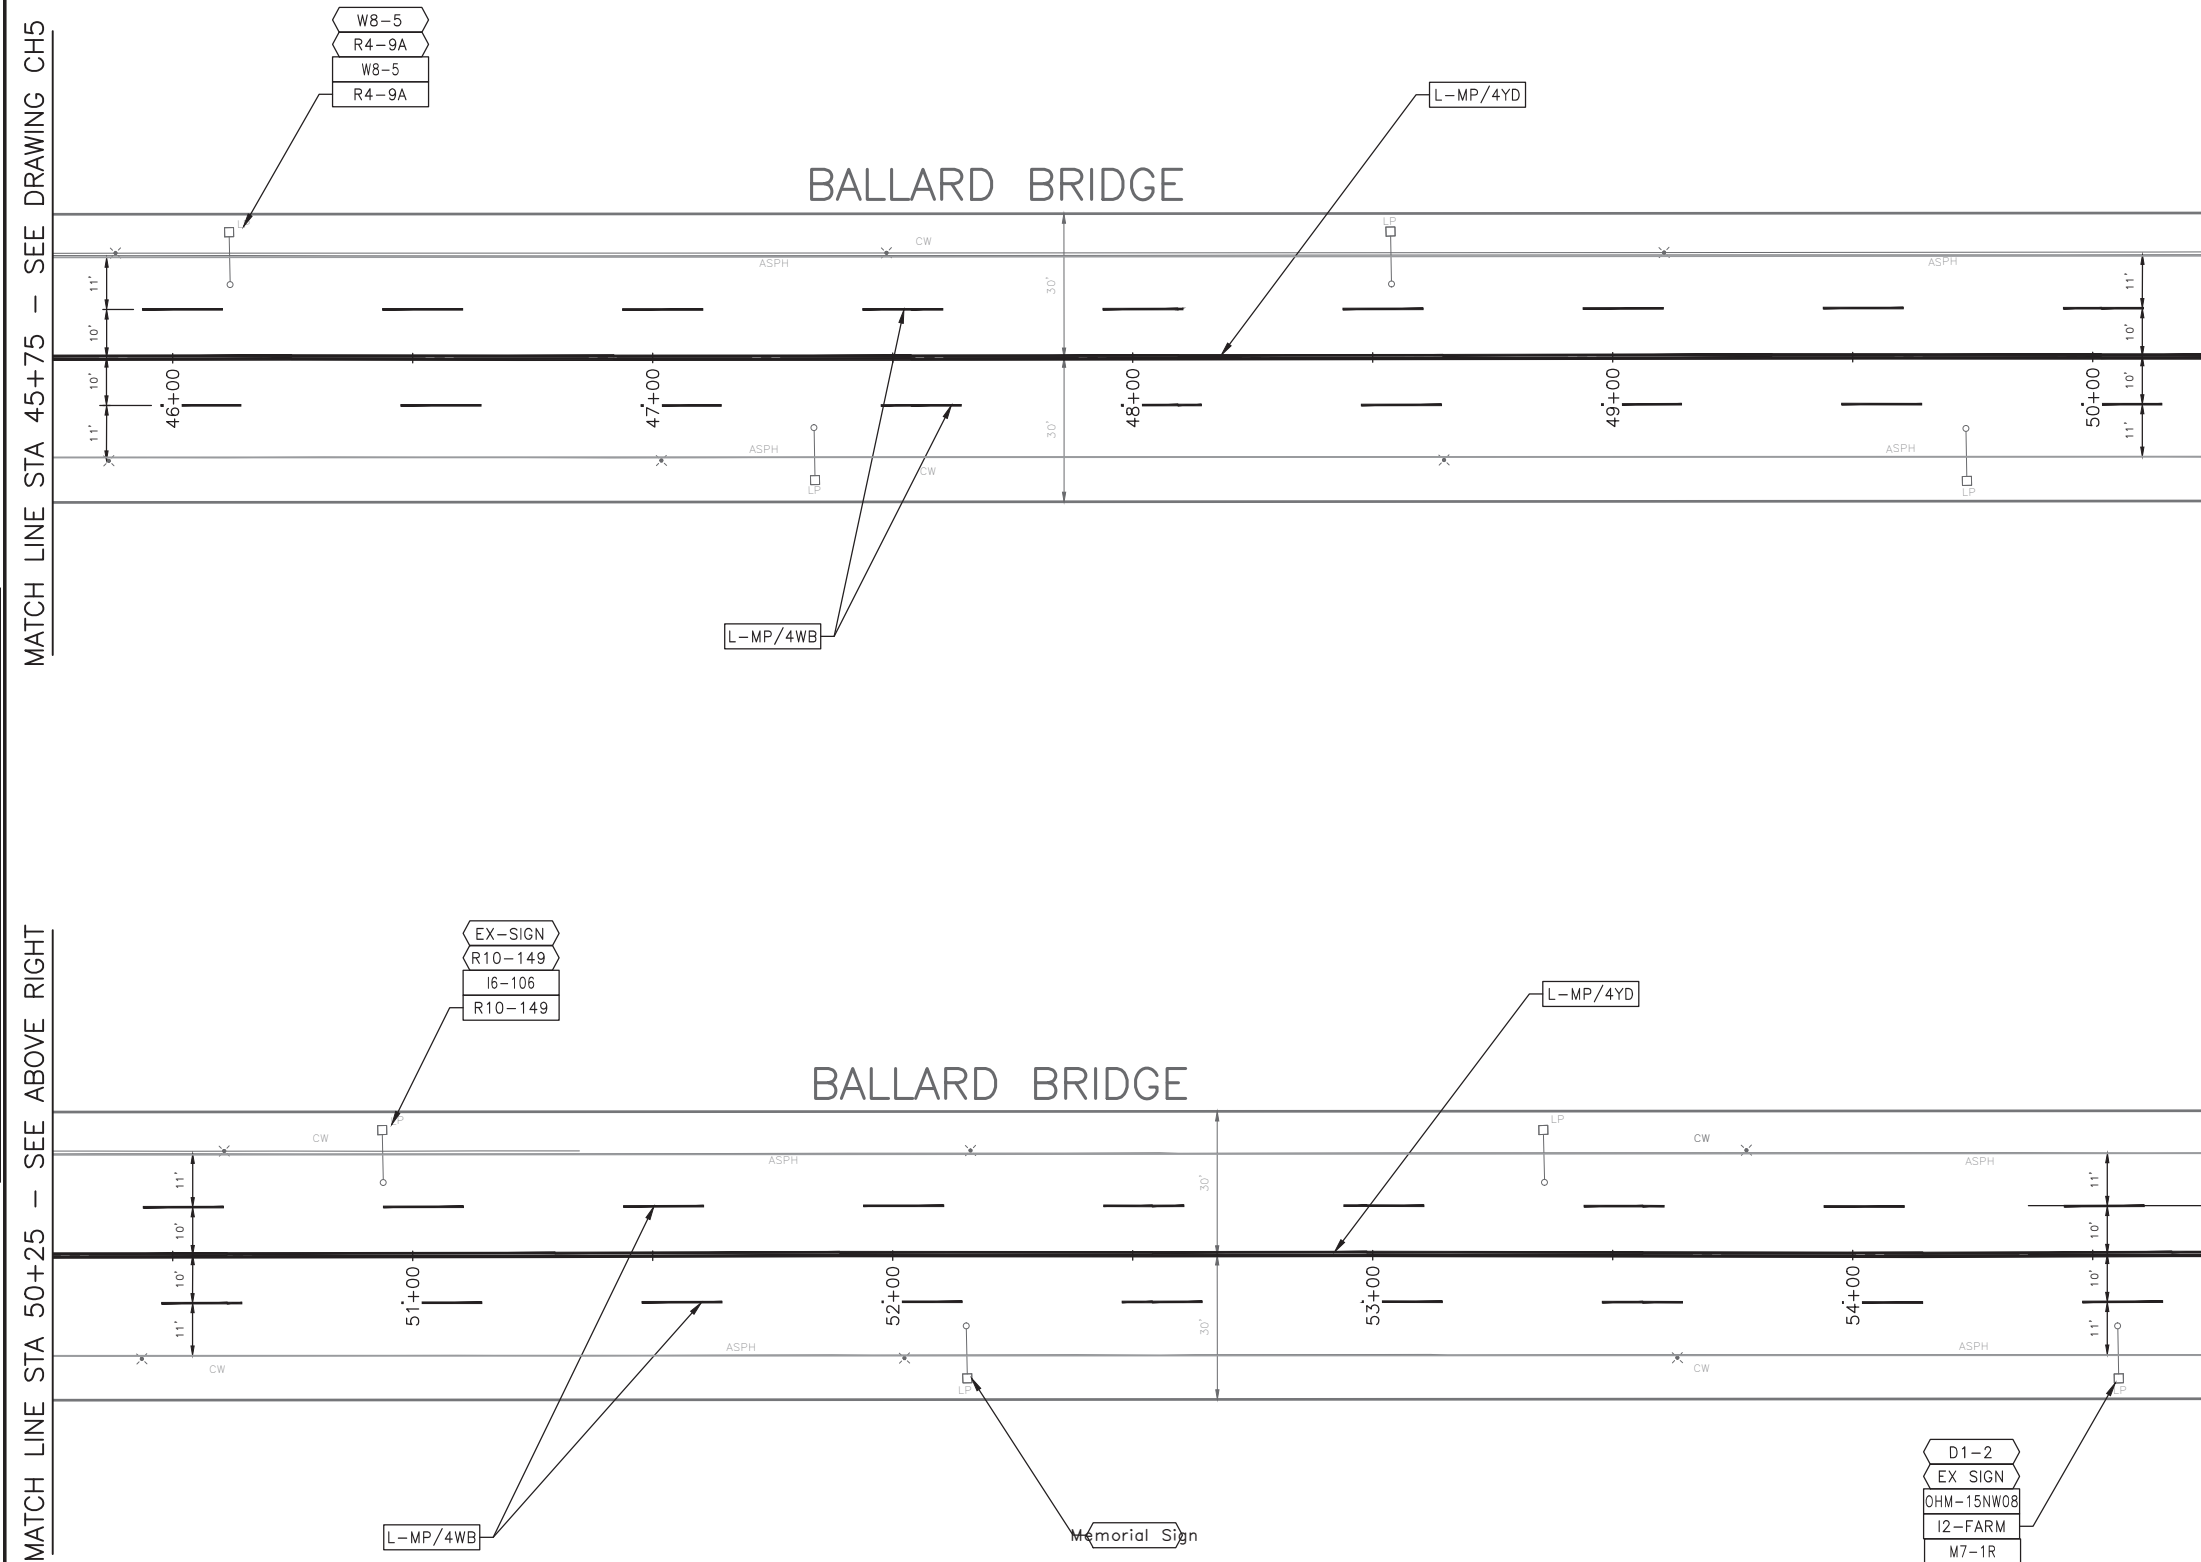 MATCH LINE STA 45+75 - SEE DRAWING CH5
W8-5
R4-9A
W8-5
R4-9A
L-MP/4YD
BALLARD BRIDGE
LP
CW
ASPH
ASPH
11'
10'
30'
11'
10'
46+00
47+00
48+00
49+00
50+00
10'
11'
30'
10'
11'
ASPH
ASPH
CW
LP
LP
L-MP/4WB
MATCH LINE STA 50+25 - SEE ABOVE RIGHT
EX-SIGN
R10-149
I6-106
R10-149
L-MP/4YD
BALLARD BRIDGE
LP
LP
CW
CW
ASPH
ASPH
11'
10'
30'
11'
10'
51+00
52+00
53+00
54+00
10'
11'
30'
10'
11'
ASPH
ASPH
CW
CW
LP
LP
L-MP/4WB
Memorial Sign
D1-2
EX SIGN
OHM-15NW08
I2-FARM
M7-1R